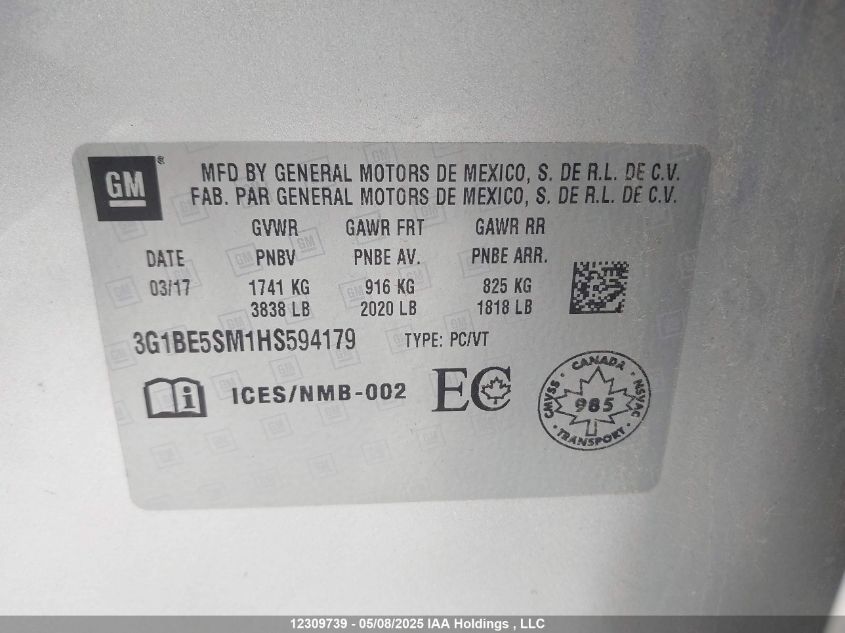 GM®
MFD BY GENERAL MOTORS DE MEXICO, S. DE R.L. DE C.V.
FAB. PAR GENERAL MOTORS DE MEXICO, S. DE R.L. DE C.V.
GVWR GAWR FRT GAWR RR
DATE PNBV PNBE AV. PNBE ARR.
03/17 1741 KG 916 KG 825 KG
3838 LB 2020 LB 1818 LB
3G1BE5SM1HS594179 TYPE: PC/VT
i ICES/NMB-002 EC
CANADA
CMVSS 985 NSVAC
TRANSPORT
12309739 - 05/08/2025 IAA Holdings , LLC